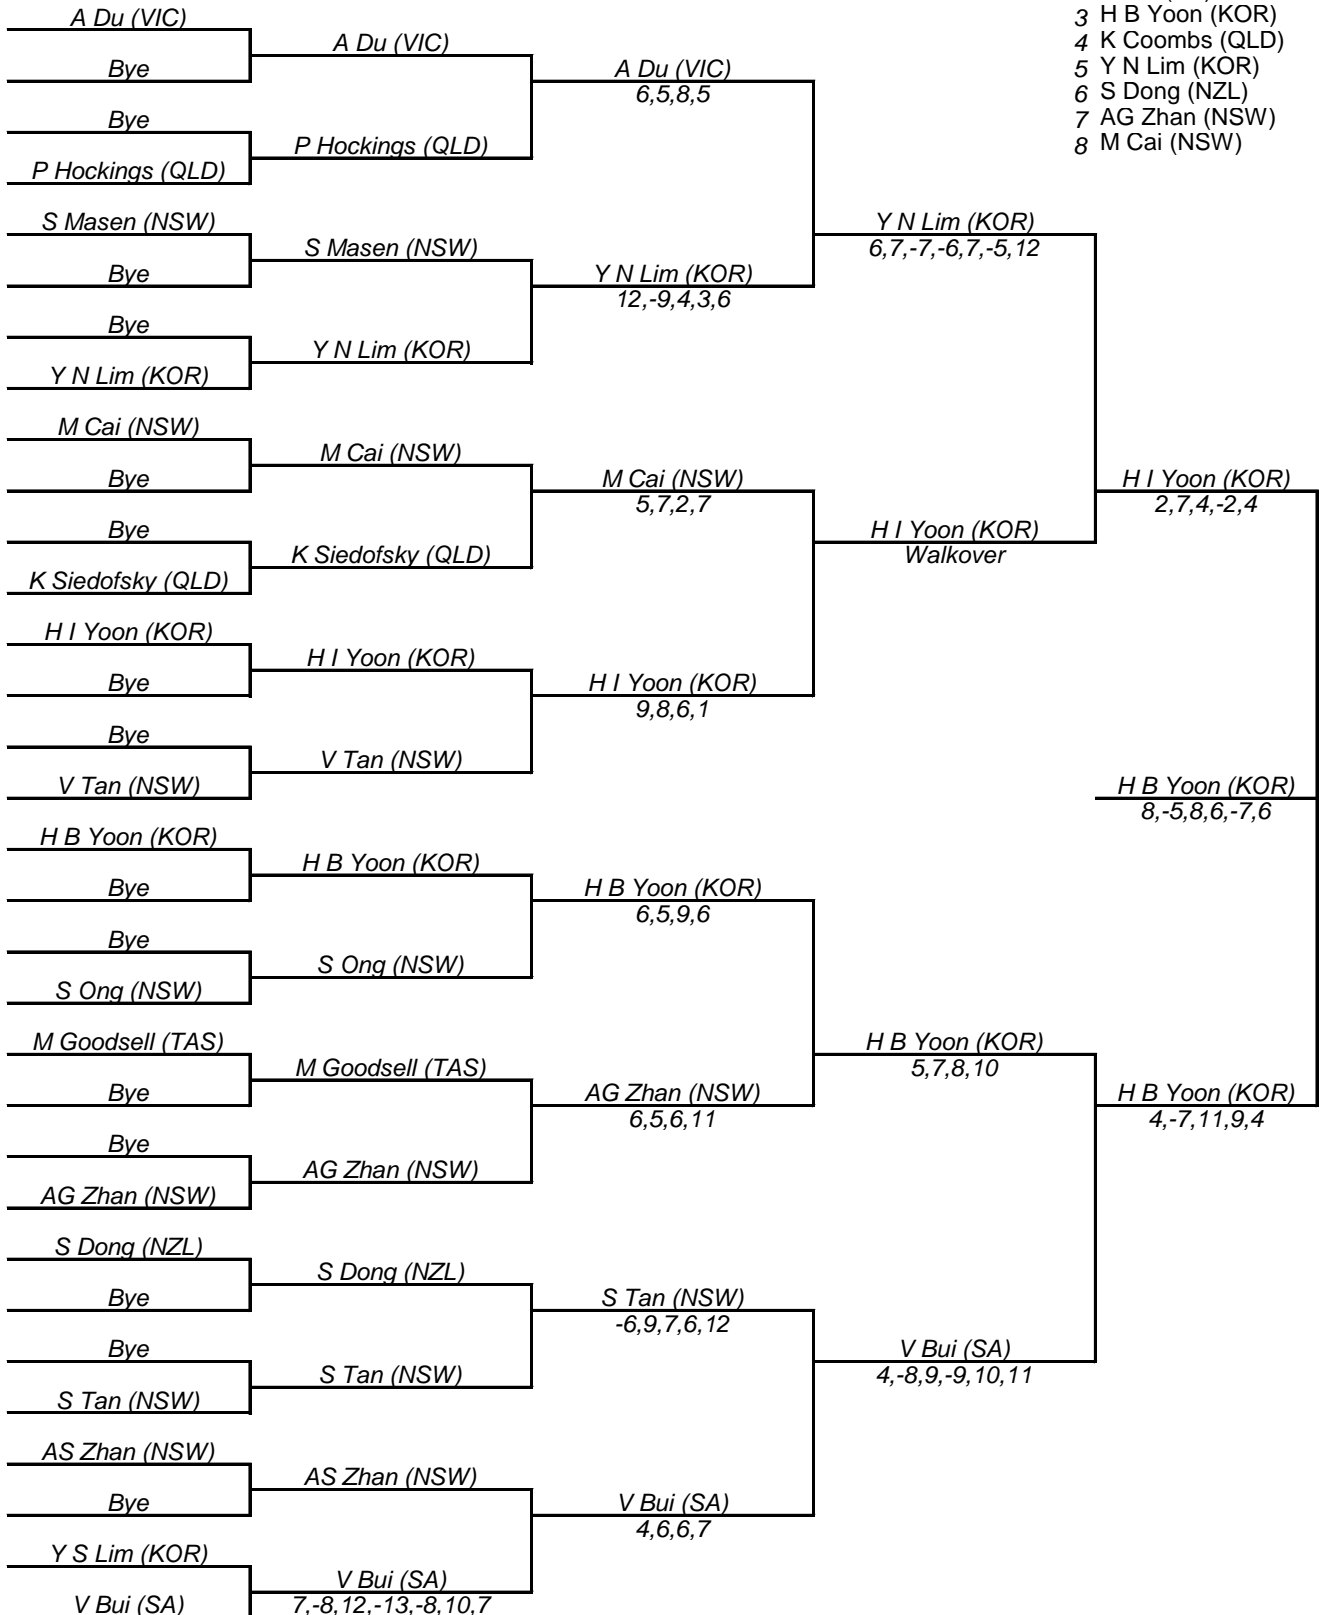 3 H B Yoon (KOR)
4 K Coombs (QLD)
5 Y N Lim (KOR)
6 S Dong (NZL)
7 AG Zhan (NSW)
8 M Cai (NSW)
A Du (VIC)
Bye
Bye
P Hockings (QLD)
S Masen (NSW)
Bye
Bye
Y N Lim (KOR)
M Cai (NSW)
Bye
Bye
K Siedofsky (QLD)
H I Yoon (KOR)
Bye
Bye
V Tan (NSW)
H B Yoon (KOR)
Bye
Bye
S Ong (NSW)
M Goodsell (TAS)
Bye
Bye
AG Zhan (NSW)
S Dong (NZL)
Bye
Bye
S Tan (NSW)
AS Zhan (NSW)
Bye
Y S Lim (KOR)
V Bui (SA)
A Du (VIC)
P Hockings (QLD)
S Masen (NSW)
Y N Lim (KOR)
M Cai (NSW)
K Siedofsky (QLD)
H I Yoon (KOR)
V Tan (NSW)
H B Yoon (KOR)
S Ong (NSW)
M Goodsell (TAS)
AG Zhan (NSW)
S Dong (NZL)
S Tan (NSW)
AS Zhan (NSW)
V Bui (SA)
7,-8,12,-13,-8,10,7
A Du (VIC)
6,5,8,5
Y N Lim (KOR)
12,-9,4,3,6
M Cai (NSW)
5,7,2,7
H I Yoon (KOR)
9,8,6,1
H B Yoon (KOR)
6,5,9,6
AG Zhan (NSW)
6,5,6,11
S Tan (NSW)
-6,9,7,6,12
V Bui (SA)
4,6,6,7
Y N Lim (KOR)
6,7,-7,-6,7,-5,12
H I Yoon (KOR)
Walkover
H B Yoon (KOR)
5,7,8,10
V Bui (SA)
4,-8,9,-9,10,11
H I Yoon (KOR)
2,7,4,-2,4
H B Yoon (KOR)
8,-5,8,6,-7,6
H B Yoon (KOR)
4,-7,11,9,4